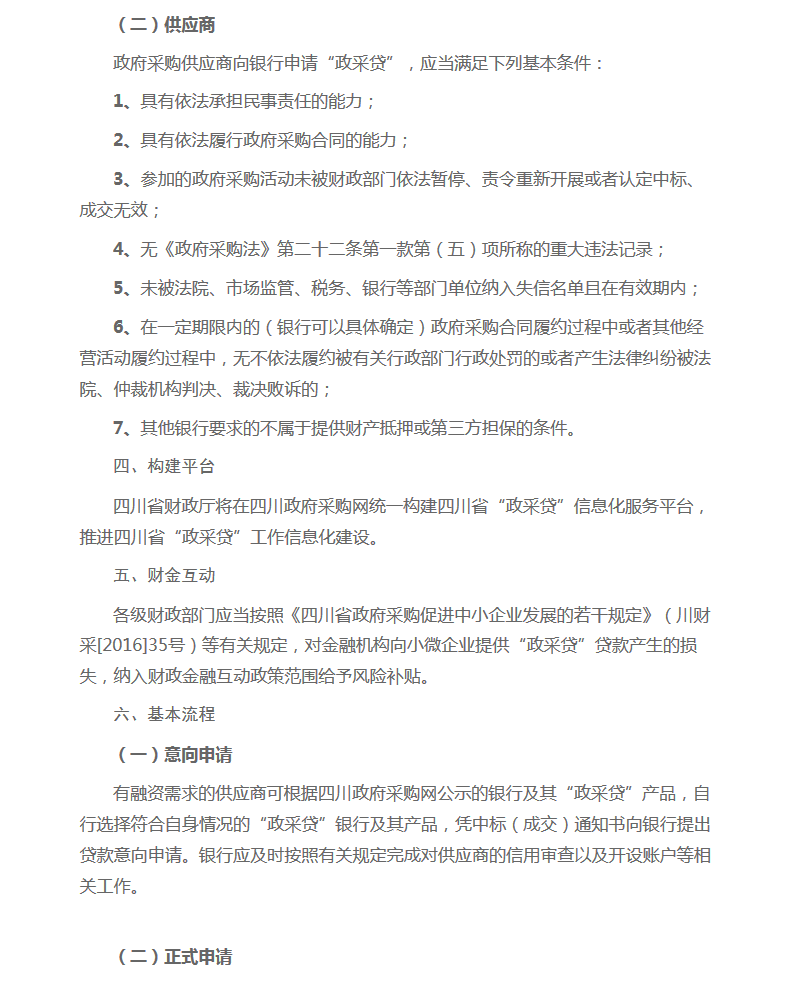 （二）供应商
政府采购供应商向银行申请“政采贷”，应当满足下列基本条件：
1、具有依法承担民事责任的能力；
2、具有依法履行政府采购合同的能力；
3、参加的政府采购活动未被财政部门依法暂停、责令重新开展或者认定中标、
成交无效；
4、无《政府采购法》第二十二条第一款第（五）项所称的重大违法记录；
5、未被法院、市场监管、税务、银行等部门单位纳入失信名单且在有效期内；
6、在一定期限内的（银行可以具体确定）政府采购合同履约过程中或者其他经
营活动履约过程中，无不依法履约被有关行政部门行政处罚的或者产生法律纠纷被法
院、仲裁机构判决、裁决败诉的；
7、其他银行要求的不属于提供财产抵押或第三方担保的条件。
四、构建平台
四川省财政厅将在四川政府采购网统一构建四川省“政采贷”信息化服务平台，
推进四川省“政采贷”工作信息化建设。
五、财金互动
各级财政部门应当按照《四川省政府采购促进中小企业发展的若干规定》（川财
采[2016]35号）等有关规定，对金融机构向小微企业提供“政采贷”贷款产生的损
失，纳入财政金融互动政策范围给予风险补贴。
六、基本流程
（一）意向申请
有融资需求的供应商可根据四川政府采购网公示的银行及其“政采贷”产品，自
行选择符合自身情况的“政采贷”银行及其产品，凭中标（成交）通知书向银行提出
贷款意向申请。银行应及时按照有关规定完成对供应商的信用审查以及开设账户等相
关工作。
（二）正式申请